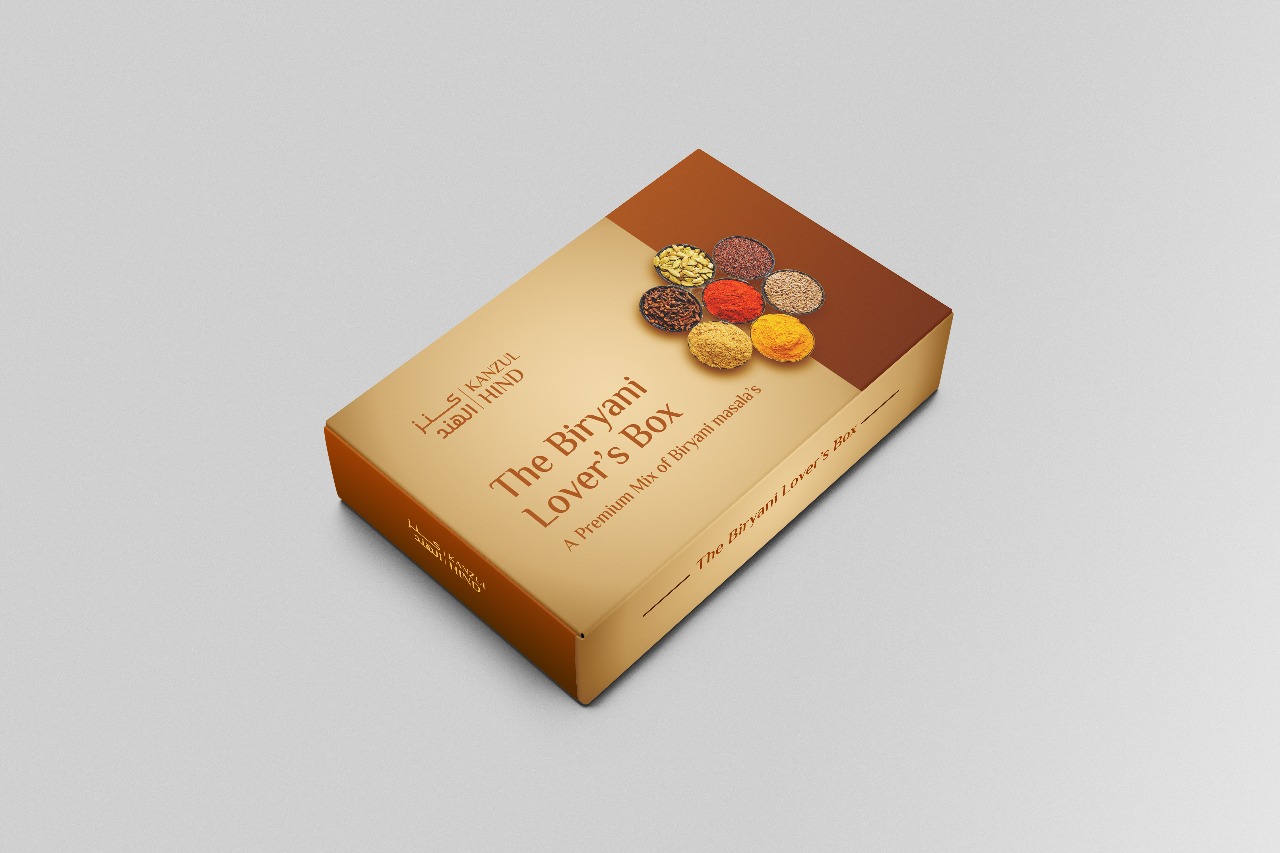 كنز | KANZUL
الهند | HIND
The Biryani
Lover's Box
A Premium Mix of Biryani masala's
كنز | KANZUL
الهند | HIND
The Biryani Lover's Box